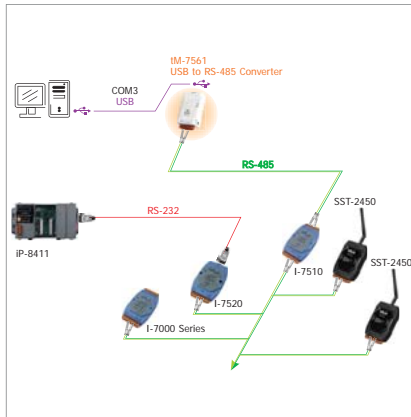 tM-7561
USB to RS-485 Converter
COM3
USB
RS-485
SST-2450
RS-232
SST-2450
iP-8411
I-7510
I-7520
I-7000 Series